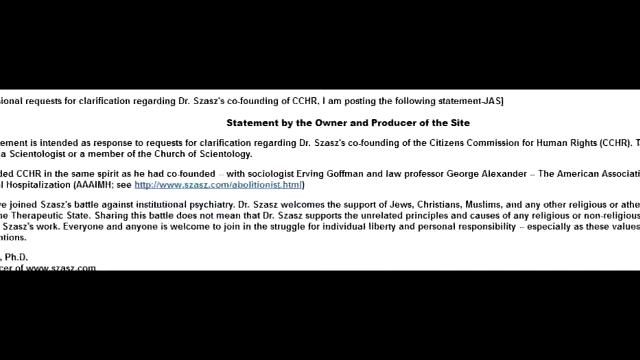 sional requests for clarification regarding Dr. Szasz's co-founding of CCHR, I am posting the following statement-JAS]
Statement by the Owner and Producer of the Site
ement is intended as response to requests for clarification regarding Dr. Szasz's co-founding of the Citizens Commission for Human Rights (CCHR). T
a Scientologist or a member of the Church of Scientology.
ded CCHR in the same spirit as he had co-founded -- with sociologist Erving Goffman and law professor George Alexander -- The American Associati
l Hospitalization (AAAIMH; see http://www.szasz.com/abolitionist.html)
ve joined Szasz's battle against institutional psychiatry. Dr. Szasz welcomes the support of Jews, Christians, Muslims, and any other religious or athe
he Therapeutic State. Sharing this battle does not mean that Dr. Szasz supports the unrelated principles and causes of any religious or non-religious
Szasz's work. Everyone and anyone is welcome to join in the struggle for individual liberty and personal responsibility -- especially as these values
ntions.
, Ph.D.
cer of www.szasz.com